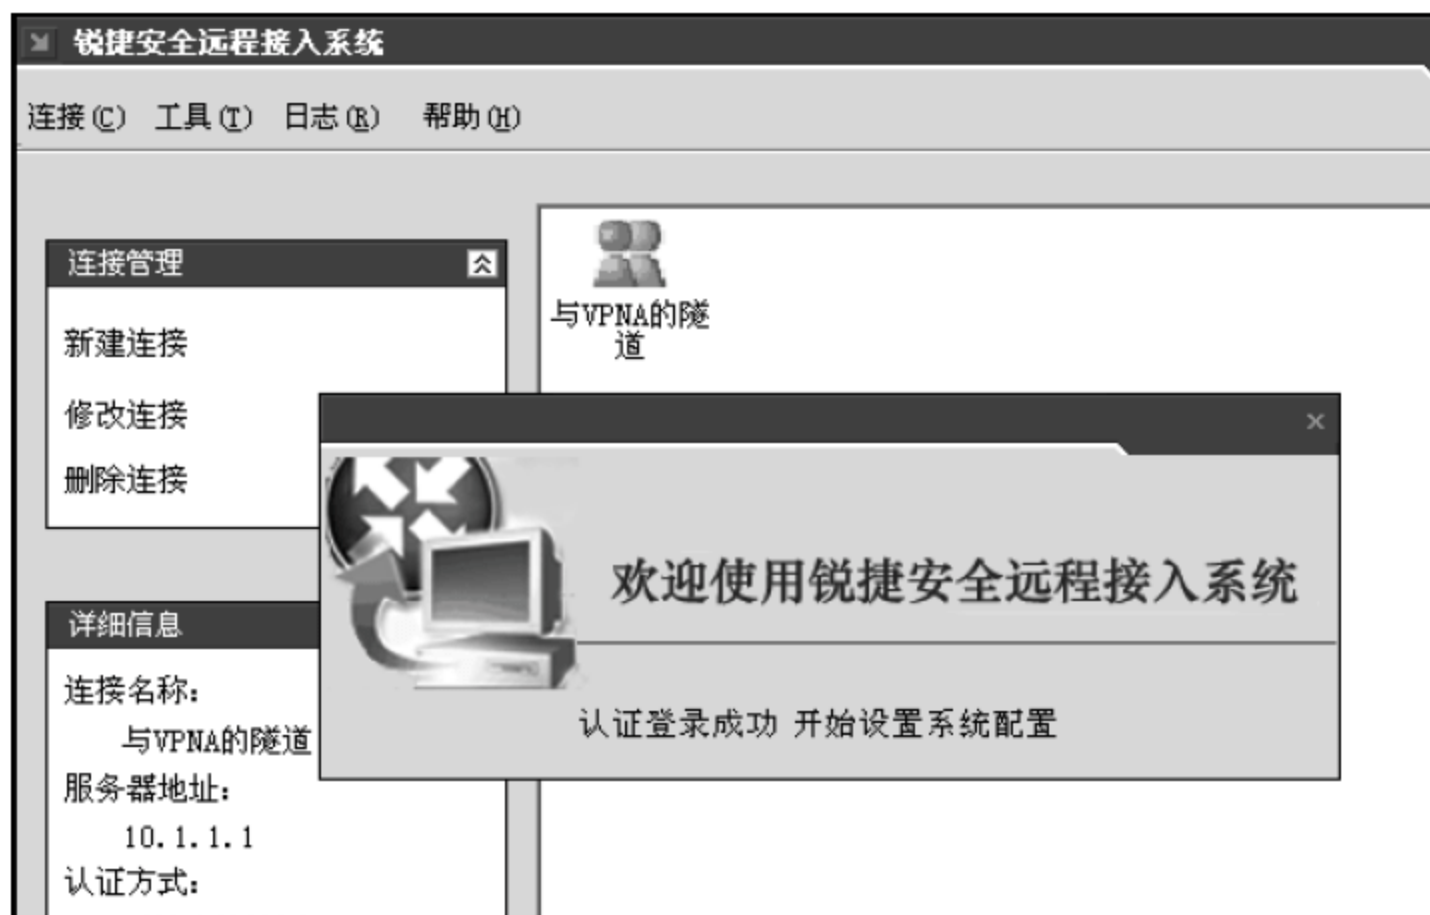 锐捷安全远程接入系统
连接(C) 工具(T) 日志(R) 帮助(H)
连接管理
新建连接
修改连接
删除连接
与VPNA的隧
道
欢迎使用锐捷安全远程接入系统
认证登录成功 开始设置系统配置
详细信息
连接名称:
与VPNA的隧道
服务器地址:
10.1.1.1
认证方式: